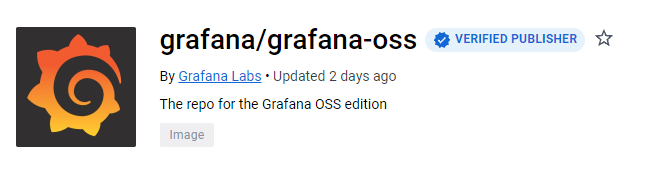 grafana/grafana-oss VERIFIED PUBLISHER
By Grafana Labs • Updated 2 days ago
The repo for the Grafana OSS edition
Image